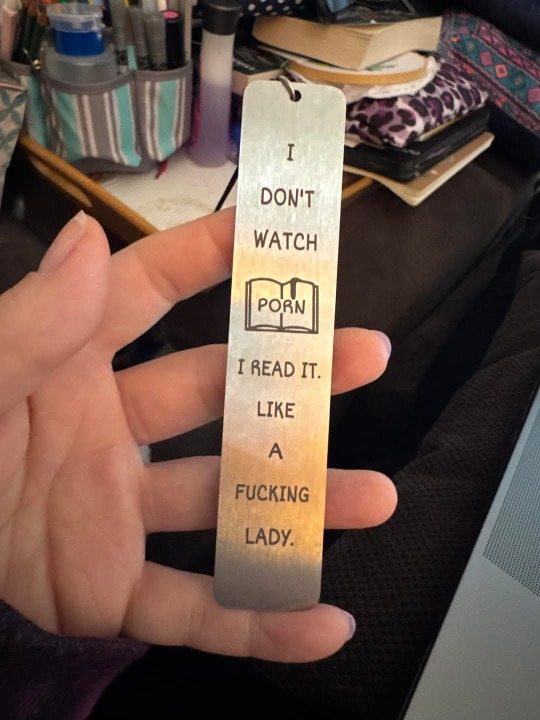 I
DON'T
WATCH
PORN
I READ IT.
LIKE
A
FUCKING
LADY.